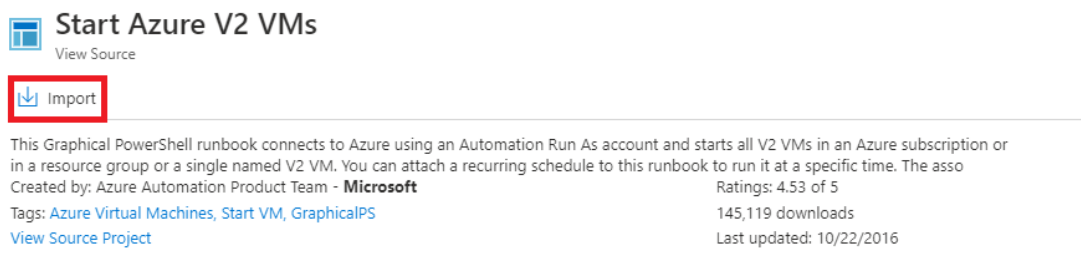 Start Azure V2 VMs
View Source
Import
This Graphical PowerShell runbook connects to Azure using an Automation Run As account and starts all V2 VMs in an Azure subscription or
in a resource group or a single named V2 VM. You can attach a recurring schedule to this runbook to run it at a specific time. The asso
Created by: Azure Automation Product Team - Microsoft
Ratings: 4.53 of 5
Tags: Azure Virtual Machines, Start VM, GraphicalPS
145,119 downloads
View Source Project
Last updated: 10/22/2016